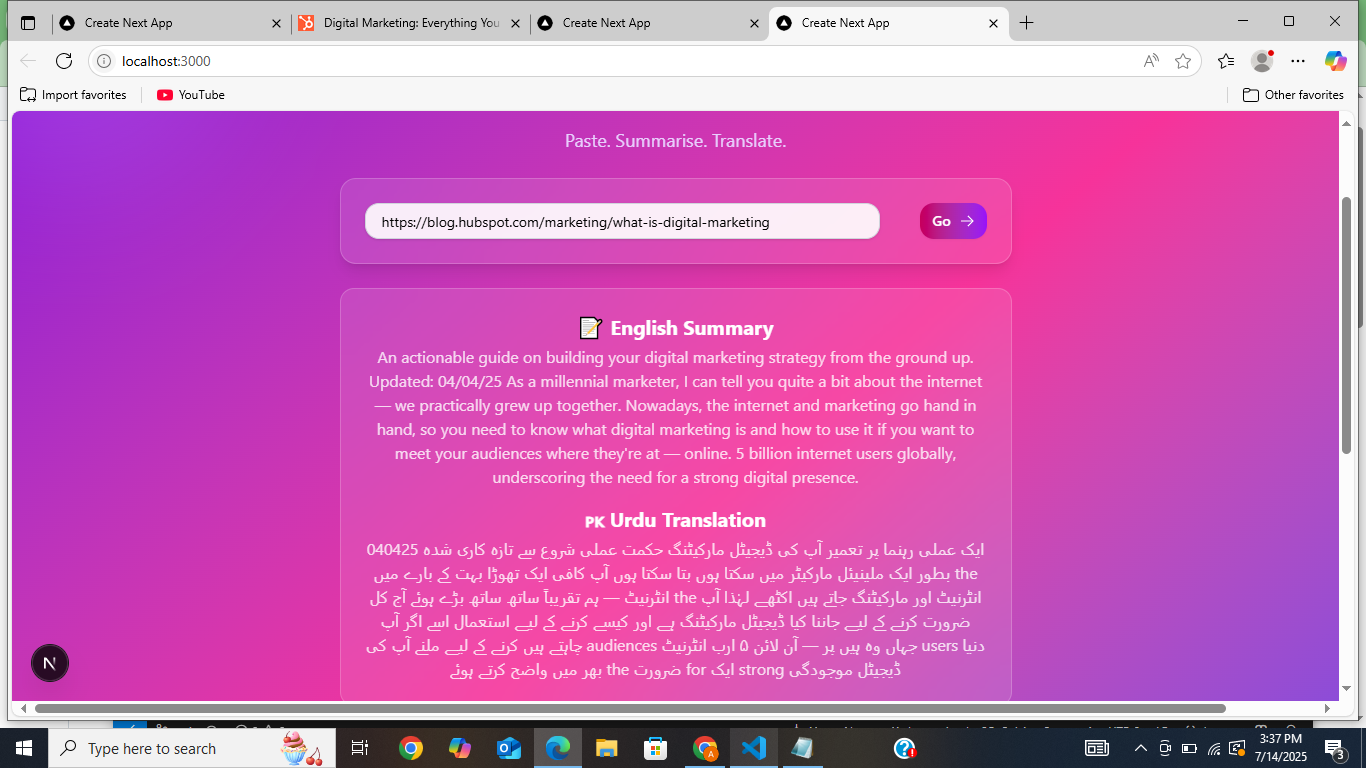 Create Next App
Digital Marketing: Everything You
Create Next App
Create Next App
localhost:3000
Import favorites
YouTube
Other favorites
Paste. Summarise. Translate.
https://blog.hubspot.com/marketing/what-is-digital-marketing
Go →
📝 English Summary
An actionable guide on building your digital marketing strategy from the ground up.
Updated: 04/04/25 As a millennial marketer, I can tell you quite a bit about the internet
— we practically grew up together. Nowadays, the internet and marketing go hand in
hand, so you need to know what digital marketing is and how to use it if you want to
meet your audiences where they're at — online. 5 billion internet users globally,
underscoring the need for a strong digital presence.
PK Urdu Translation
ایک عملی رہنما پر تعمیر آپ کی ڈیجیٹل مارکیٹنگ حکمت عملی شروع سے تازہ کاری شدہ 040425
بطور ایک ملینیئل مارکیٹر میں سکتا ہوں بتا سکتا ہوں آپ کافی ایک تھوڑا بہت کے بارے میں the
انٹرنیٹ — ہم تقریباً ساتھ ساتھ بڑے ہوئے آج کل the انٹرنیٹ اور مارکیٹنگ جاتے ہیں اکٹھے لہٰذا آپ
ضرورت کرنے کے لیے جاننا کیا ڈیجیٹل مارکیٹنگ ہے اور کیسے کرنے کے لیے استعمال اسے اگر آپ
چاہتے ہیں کرنے کے لیے ملنے آپ کی audiences جہاں وہ ہیں پر — آن لائن ۵ ارب انٹرنیٹ users دنیا
بھر میں واضح کرتے ہوئے the ضرورت for ایک strong ڈیجیٹل موجودگی
N
Type here to search
3:37 PM
7/14/2025
3